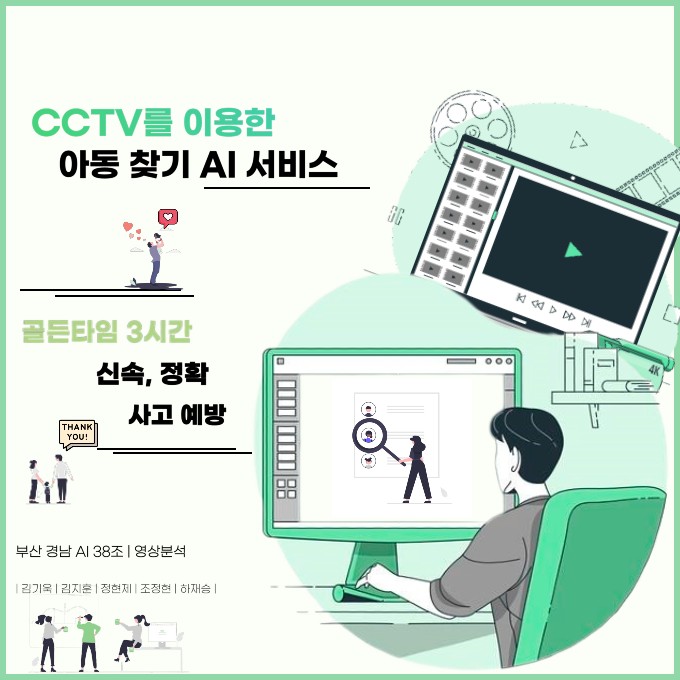 CCTV를 이용한
아동 찾기 AI 서비스
골든타임 3시간
신속, 정확
사고 예방
THANK
YOU!
4K
부산 경남 AI 38조 | 영상분석
| 김기욱 | 김지훈 | 정현제 | 조정현 | 하재승 |